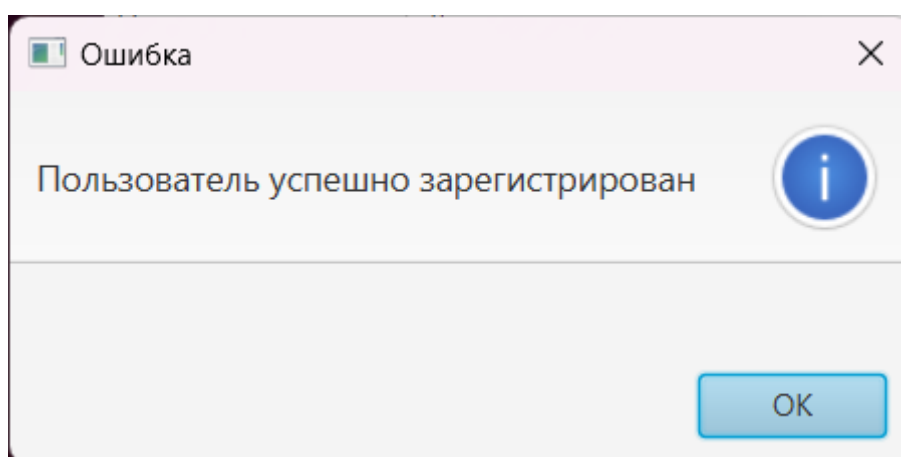 Ошибка
Пользователь успешно зарегистрирован
OK